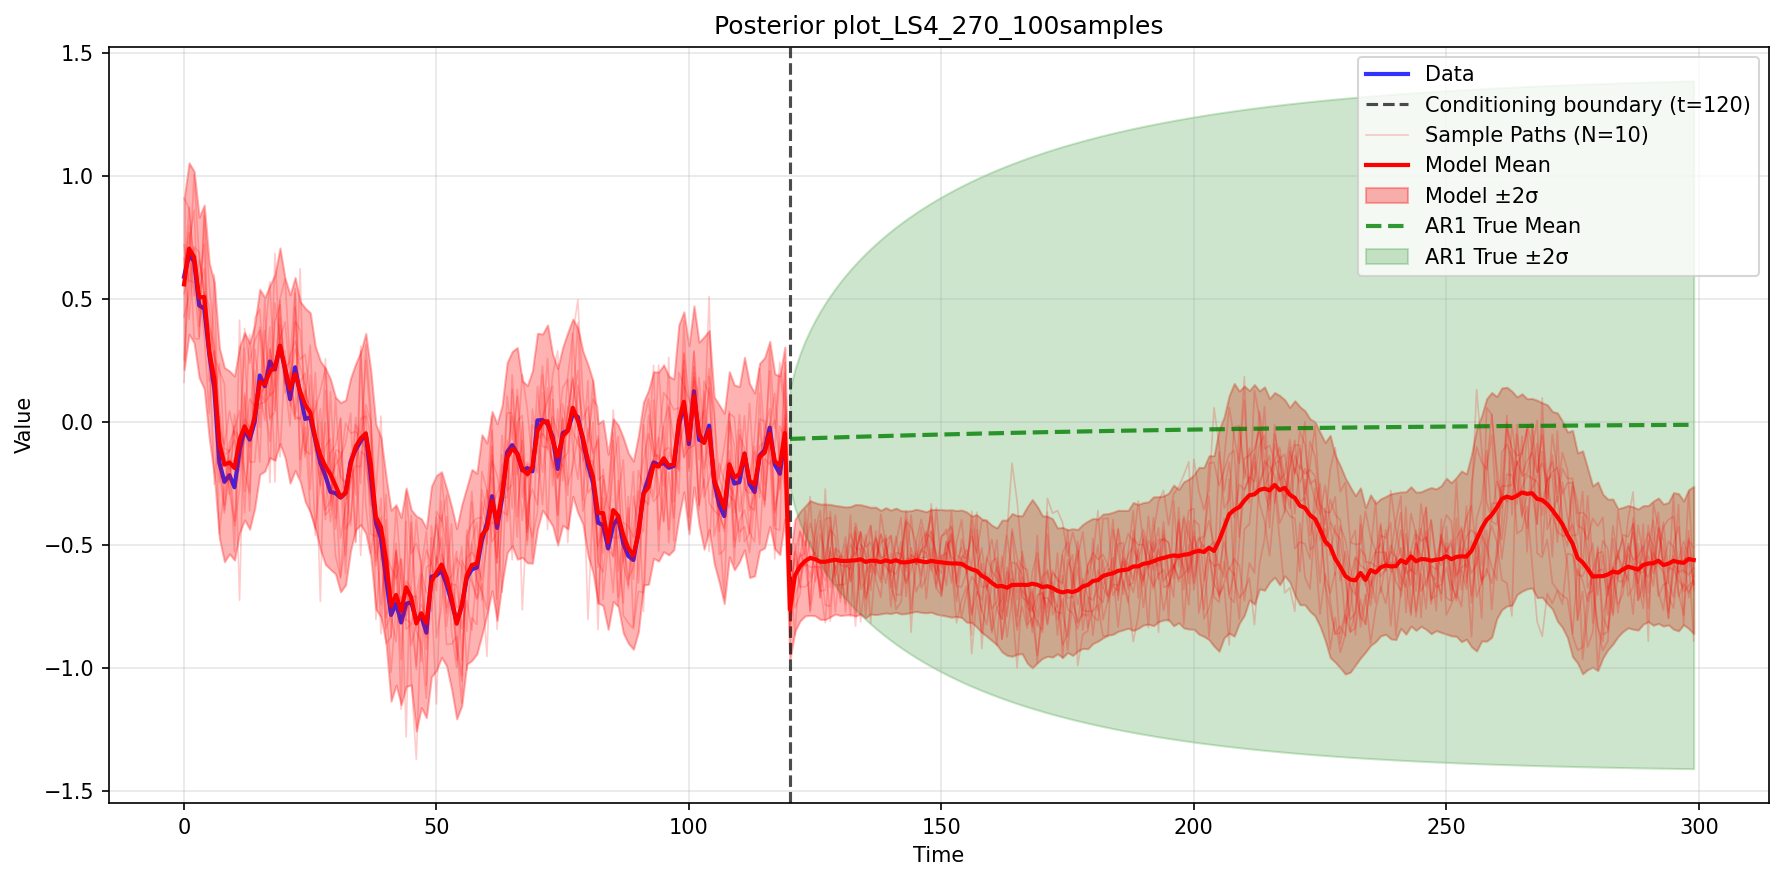 Posterior plot_LS4_270_100samples
Data
Conditioning boundary (t=120)
Sample Paths (N=10)
Model Mean
Model ±2σ
AR1 True Mean
AR1 True ±2σ
1.5
1.0
0.5
0.0
−0.5
−1.0
−1.5
Value
0
50
100
150
200
250
300
Time